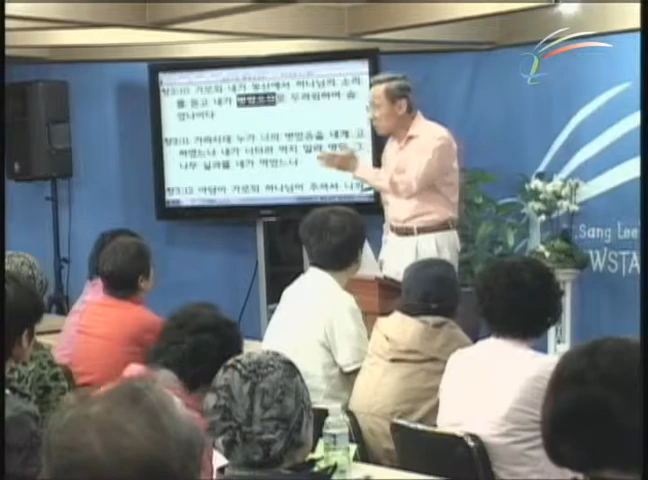 창3:10 가로되 내가 동산에서 하나님의 소리
를 듣고 내가 벗었으므로 두려워하여 숨
었나이다
창3:11 가라사대 누가 너의 벗었음을 네게 고
하였느냐 내가 너더러 먹지 말라 명한 그
나무 실과를 네가 먹었느냐
창3:12 아담이 가로되 하나님이 주셔서 나와
Sang Lee
WSTA